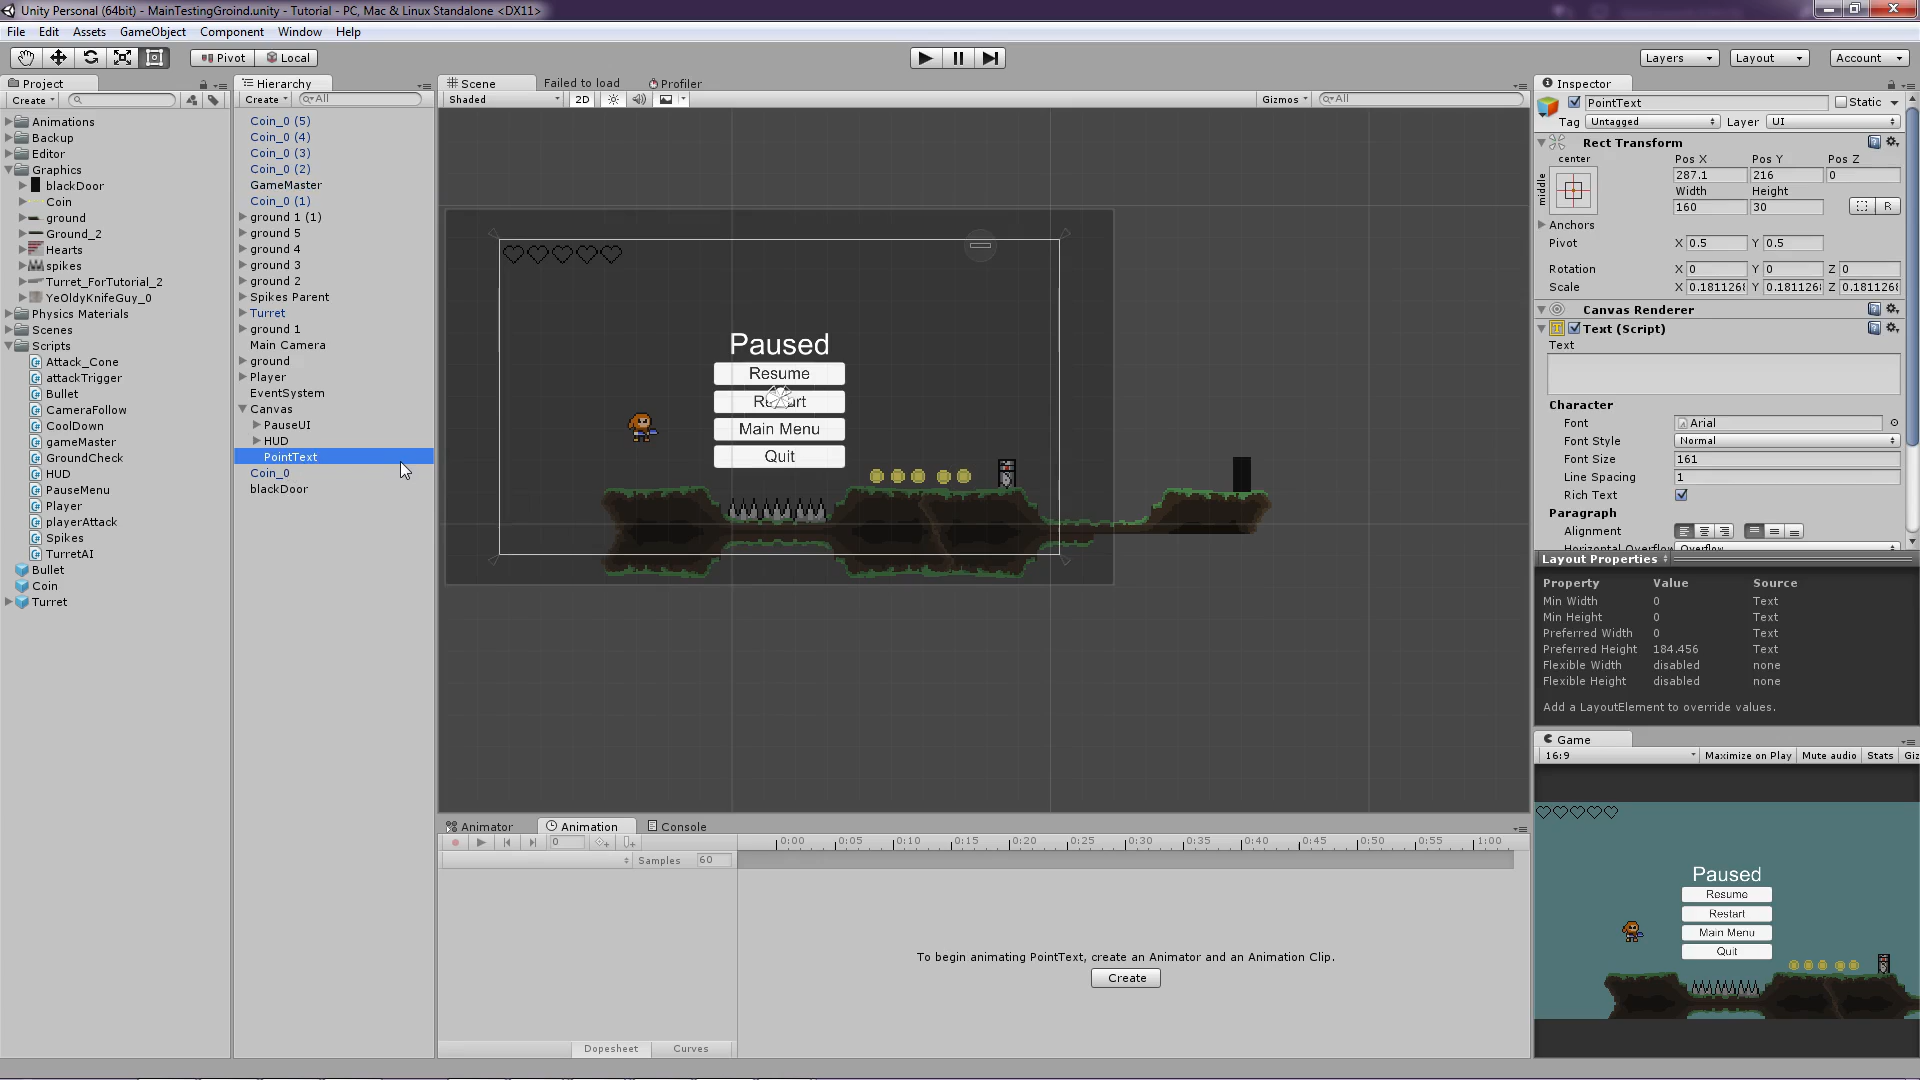 Unity Personal (64bit) - MainTestingGroind.unity - Tutorial - PC, Mac & Linux Standalone <DX11>
File Edit Assets GameObject Component Window Help
Pivot Local Layers Layout Account
Project
Create
Animations
Backup
Editor
Graphics
blackDoor
Coin
ground
Ground_2
Hearts
spikes
Turret_ForTutorial_2
YeOldyKnifeGuy_0
Physics Materials
Scenes
Scripts
Attack_Cone
attackTrigger
Bullet
CameraFollow
CoolDown
gameMaster
GroundCheck
HUD
PauseMenu
Player
playerAttack
Spikes
TurretAI
Bullet
Coin
Turret
Hierarchy
Create All
Coin_0 (5)
Coin_0 (4)
Coin_0 (3)
Coin_0 (2)
GameMaster
Coin_0 (1)
ground 1 (1)
ground 5
ground 4
ground 3
ground 2
Spikes Parent
Turret
ground 1
Main Camera
ground
Player
EventSystem
Canvas
PauseUI
HUD
PointText
Coin_0
blackDoor
Scene Failed to load Profiler
Shaded 2D Gizmos All
Paused
Resume
Main Menu
Quit
Animator Animation Console
0 0:00 0:05 0:10 0:15 0:20 0:25 0:30 0:35 0:40 0:45 0:50 0:55 1:00
Samples 60
To begin animating PointText, create an Animator and an Animation Clip.
Create
Dopesheet Curves
Inspector
PointText Static
Tag Untagged Layer UI
Rect Transform
center
middle
Pos X Pos Y Pos Z
287.1 216 0
Width Height
160 30 R
Anchors
Pivot X 0.5 Y 0.5
Rotation X 0 Y 0 Z 0
Scale X 0.181126 Y 0.181126 Z 0.181126
Canvas Renderer
Text (Script)
Text
Character
Font Arial
Font Style Normal
Font Size 161
Line Spacing 1
Rich Text
Paragraph
Alignment
Horizontal Overflow Overflow
Layout Properties
Property Value Source
Min Width 0 Text
Min Height 0 Text
Preferred Width 0 Text
Preferred Height 184.456 Text
Flexible Width disabled none
Flexible Height disabled none
Add a LayoutElement to override values.
Game
16:9 Maximize on Play Mute audio Stats Giz
Paused
Resume
Restart
Main Menu
Quit